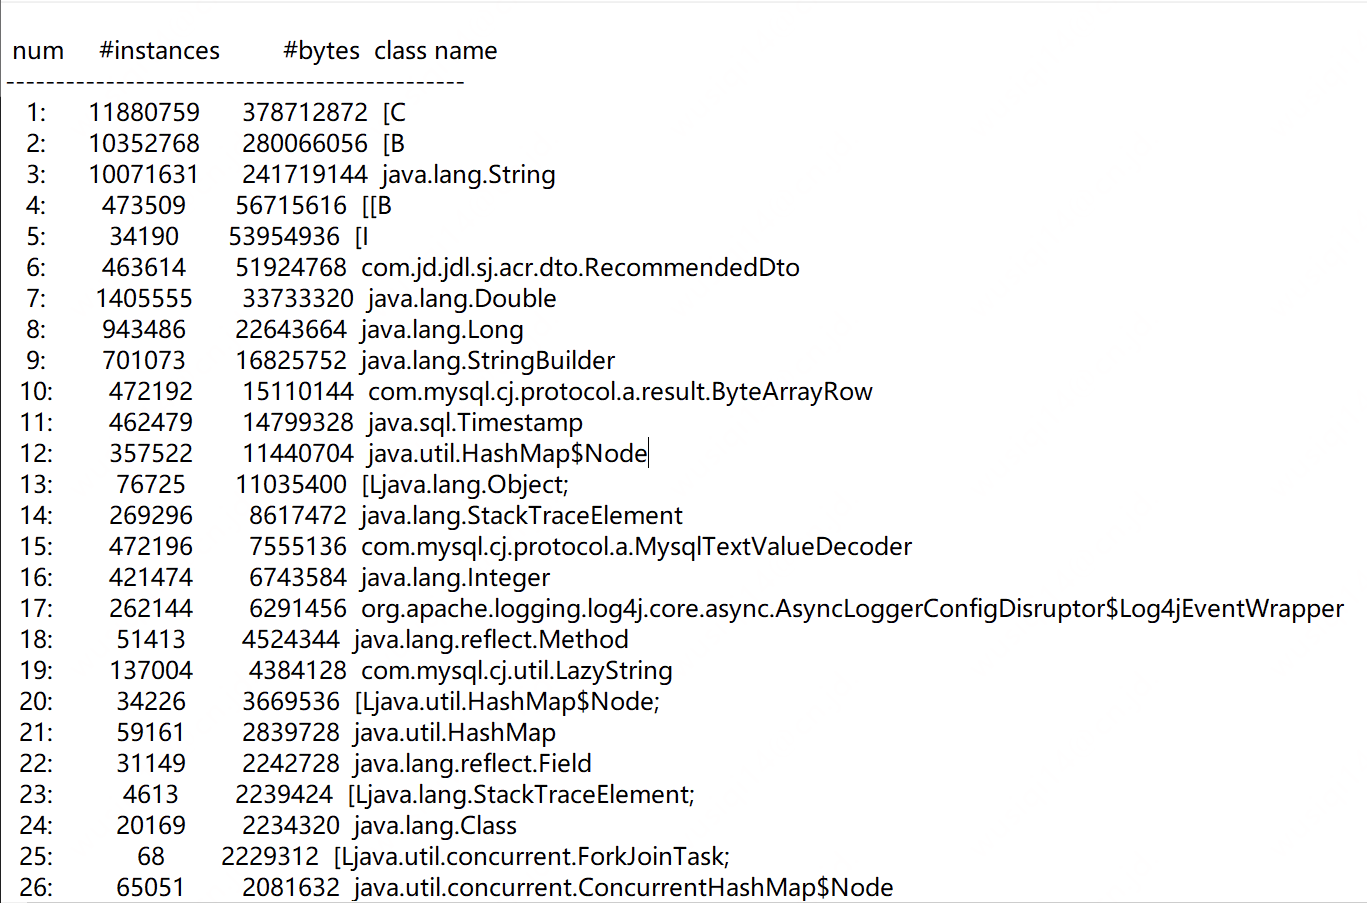 num #instances #bytes class name
----------------------------------------------
1: 11880759 378712872 [C
2: 10352768 280066056 [B
3: 10071631 241719144 java.lang.String
4: 473509 56715616 [[B
5: 34190 53954936 [I
6: 463614 51924768 com.jd.jdl.sj.acr.dto.RecommendedDto
7: 1405555 33733320 java.lang.Double
8: 943486 22643664 java.lang.Long
9: 701073 16825752 java.lang.StringBuilder
10: 472192 15110144 com.mysql.cj.protocol.a.result.ByteArrayRow
11: 462479 14799328 java.sql.Timestamp
12: 357522 11440704 java.util.HashMap$Node
13: 76725 11035400 [Ljava.lang.Object;
14: 269296 8617472 java.lang.StackTraceElement
15: 472196 7555136 com.mysql.cj.protocol.a.MysqlTextValueDecoder
16: 421474 6743584 java.lang.Integer
17: 262144 6291456 org.apache.logging.log4j.core.async.AsyncLoggerConfigDisruptor$Log4jEventWrapper
18: 51413 4524344 java.lang.reflect.Method
19: 137004 4384128 com.mysql.cj.util.LazyString
20: 34226 3669536 [Ljava.util.HashMap$Node;
21: 59161 2839728 java.util.HashMap
22: 31149 2242728 java.lang.reflect.Field
23: 4613 2239424 [Ljava.lang.StackTraceElement;
24: 20169 2234320 java.lang.Class
25: 68 2229312 [Ljava.util.concurrent.ForkJoinTask;
26: 65051 2081632 java.util.concurrent.ConcurrentHashMap$Node